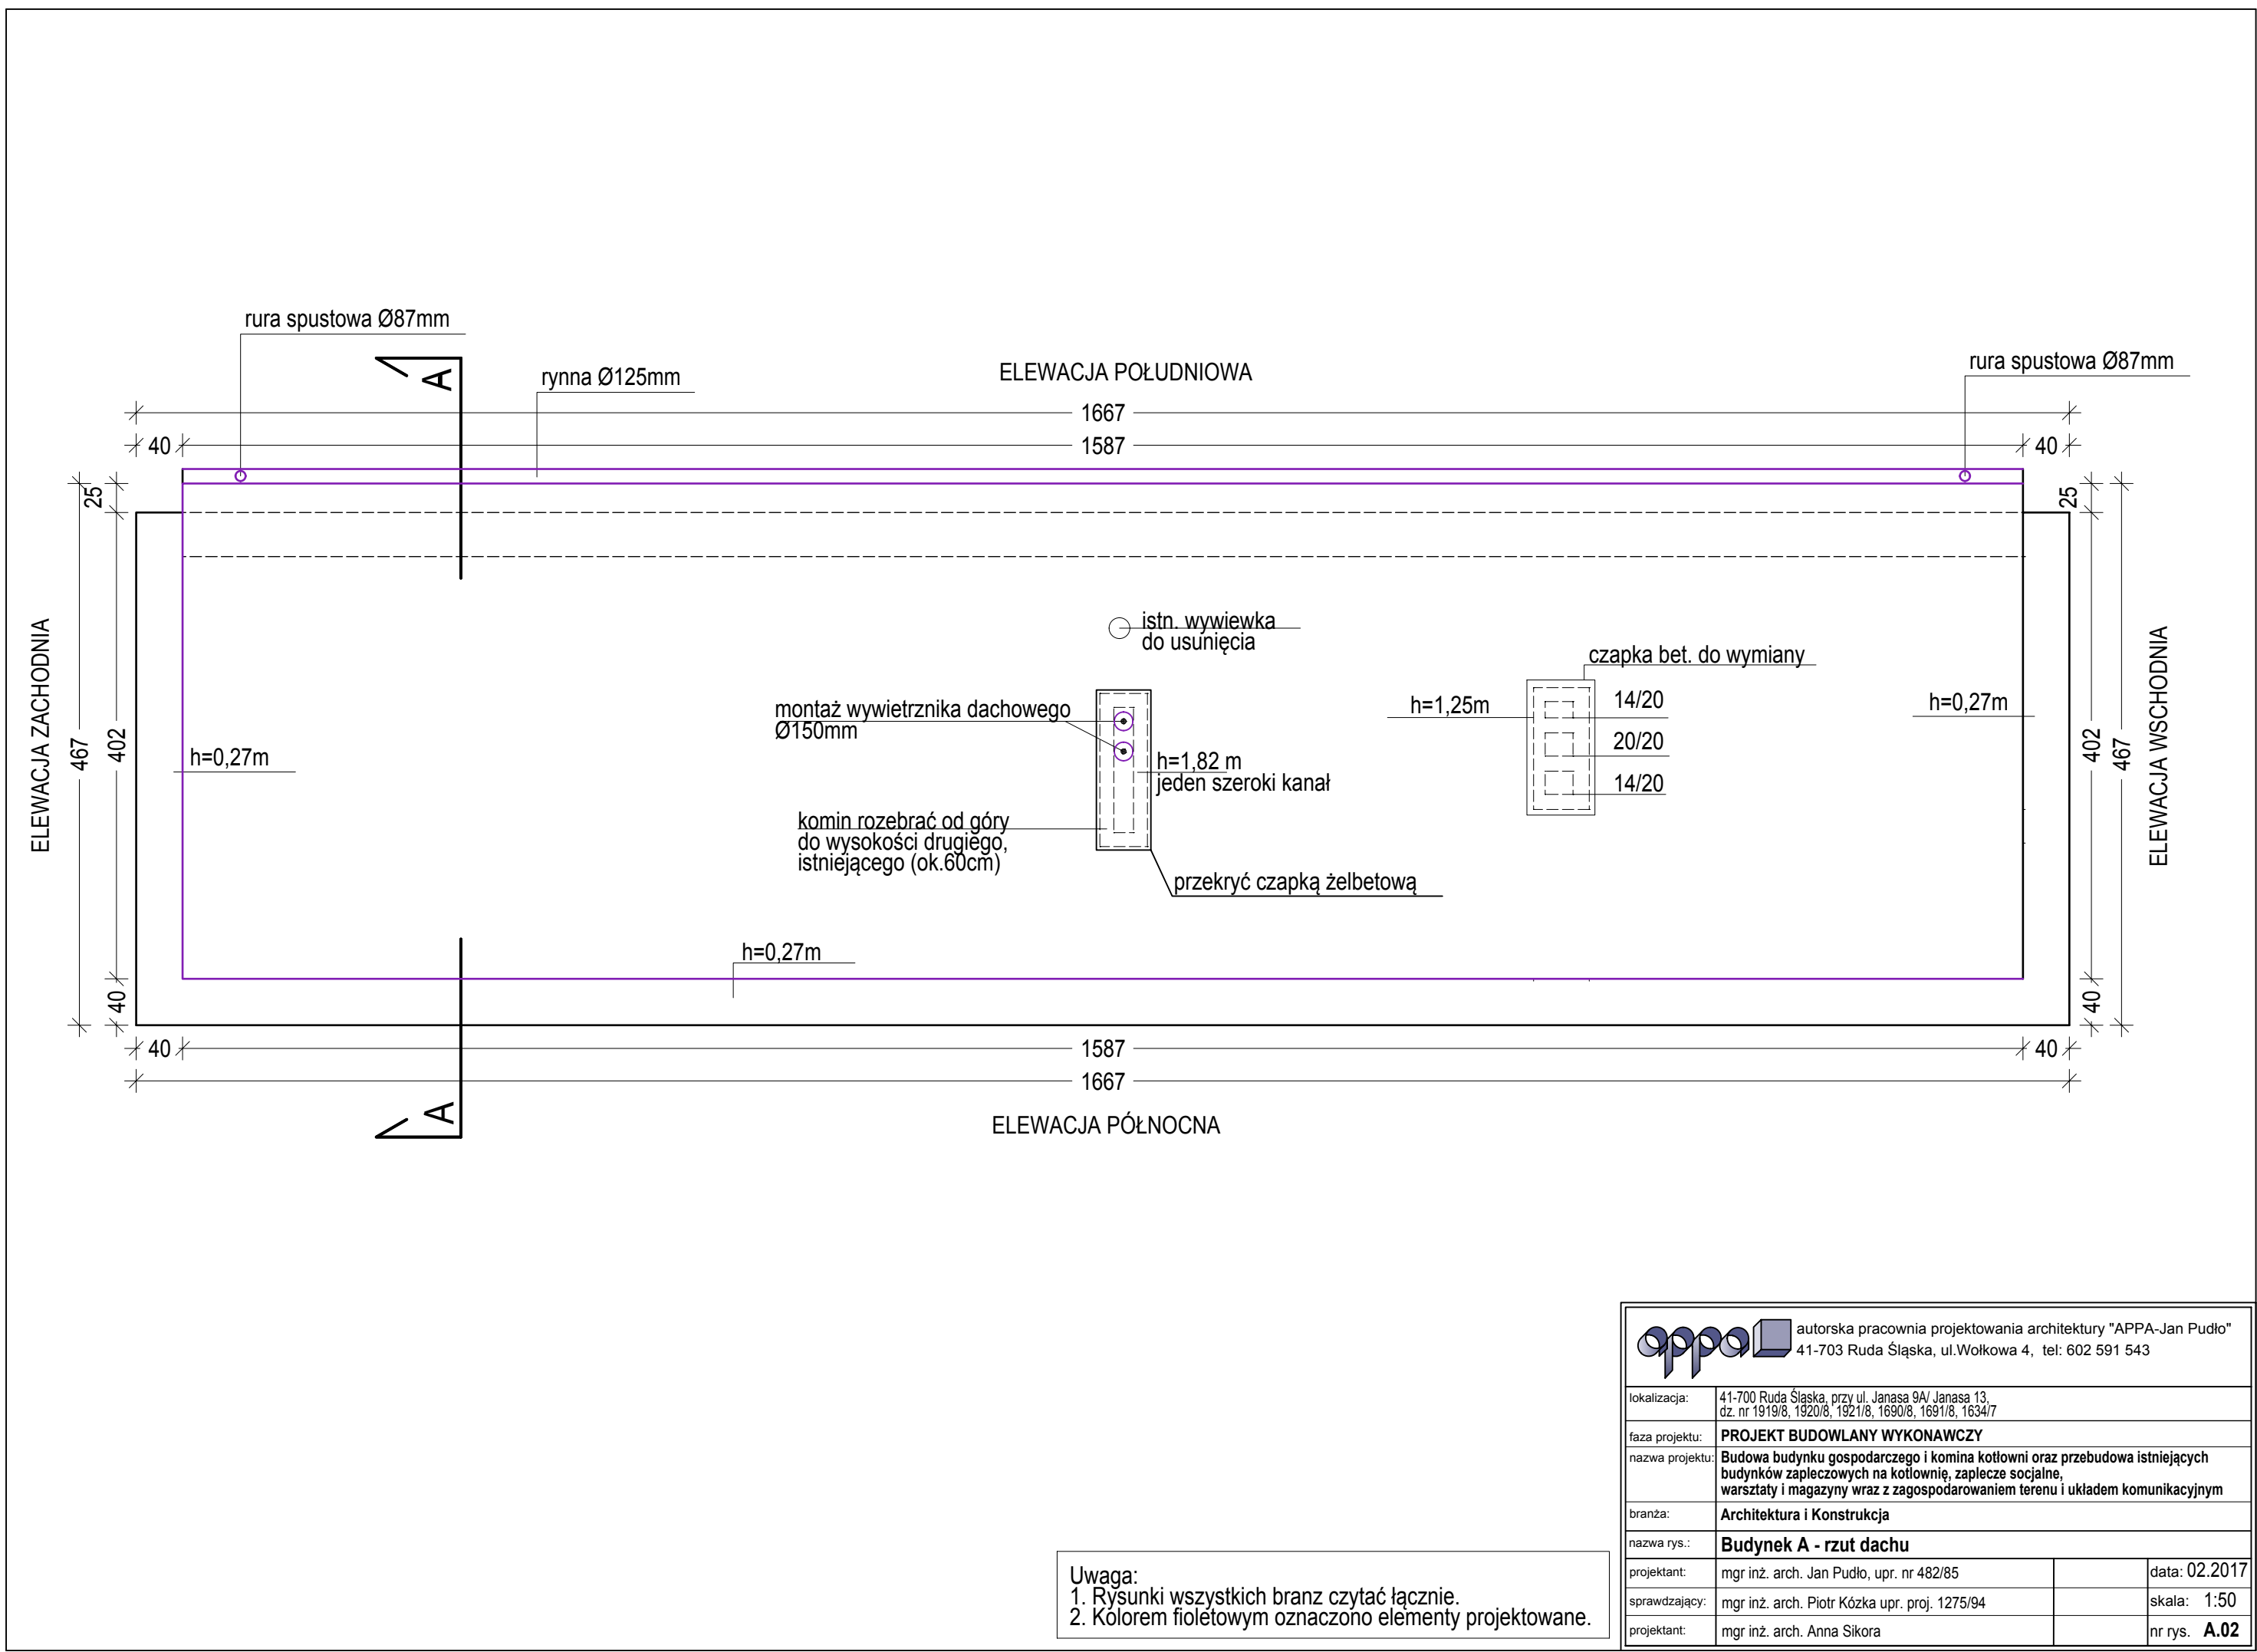 rura spustowa Ø87mm
A
rynna Ø125mm
ELEWACJA POŁUDNIOWA
rura spustowa Ø87mm
1667
40
1587
40
25
25
ELEWACJA ZACHODNIA
467
402
40
h=0,27m
istn. wywiewka
do usunięcia
montaż wywietrznika dachowego
Ø150mm
h=1,82 m
jeden szeroki kanał
komin rozebrać od góry
do wysokości drugiego,
istniejącego (ok.60cm)
przekryć czapką żelbetową
czapka bet. do wymiany
h=1,25m
14/20
20/20
14/20
h=0,27m
402
467
40
ELEWACJA WSCHODNIA
h=0,27m
40
1587
40
1667
A
ELEWACJA PÓŁNOCNA
Uwaga:
1. Rysunki wszystkich branz czytać łącznie.
2. Kolorem fioletowym oznaczono elementy projektowane.
appa
autorska pracownia projektowania architektury "APPA-Jan Pudło"
41-703 Ruda Śląska, ul.Wołkowa 4, tel: 602 591 543
lokalizacja:
41-700 Ruda Śląska, przy ul. Janasa 9A/ Janasa 13,
dz. nr 1919/8, 1920/8, 1921/8, 1690/8, 1691/8, 1634/7
faza projektu: PROJEKT BUDOWLANY WYKONAWCZY
nazwa projektu: Budowa budynku gospodarczego i komina kotłowni oraz przebudowa istniejących
budynków zapleczowych na kotłownię, zaplecze socjalne,
warsztaty i magazyny wraz z zagospodarowaniem terenu i układem komunikacyjnym
branża: Architektura i Konstrukcja
nazwa rys.: Budynek A - rzut dachu
projektant: mgr inż. arch. Jan Pudło, upr. nr 482/85 data: 02.2017
sprawdzający: mgr inż. arch. Piotr Kózka upr. proj. 1275/94 skala: 1:50
projektant: mgr inż. arch. Anna Sikora nr rys. A.02